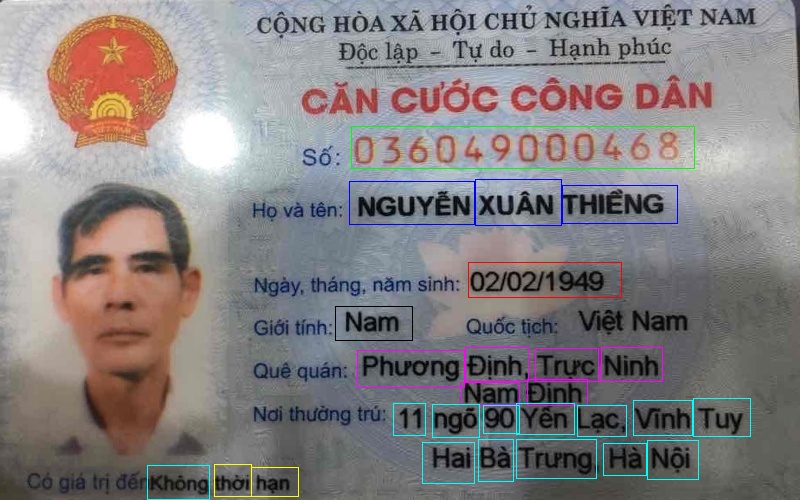 CỘNG HÒA XÃ HỘI CHỦ NGHĨA VIỆT NAM
Độc lập - Tự do - Hạnh phúc
CĂN CƯỚC CÔNG DÂN
Số: 036049000468
Họ và tên: NGUYỄN XUÂN THIỀNG
Ngày, tháng, năm sinh: 02/02/1949
Giới tính: Nam Quốc tịch: Việt Nam
Quê quán: Phương Định, Trực Ninh
Nam Định
Nơi thường trú: 11 ngõ 90 Yên Lạc, Vĩnh Tuy
Hai Bà Trưng, Hà Nội
Có giá trị đến Không thời hạn